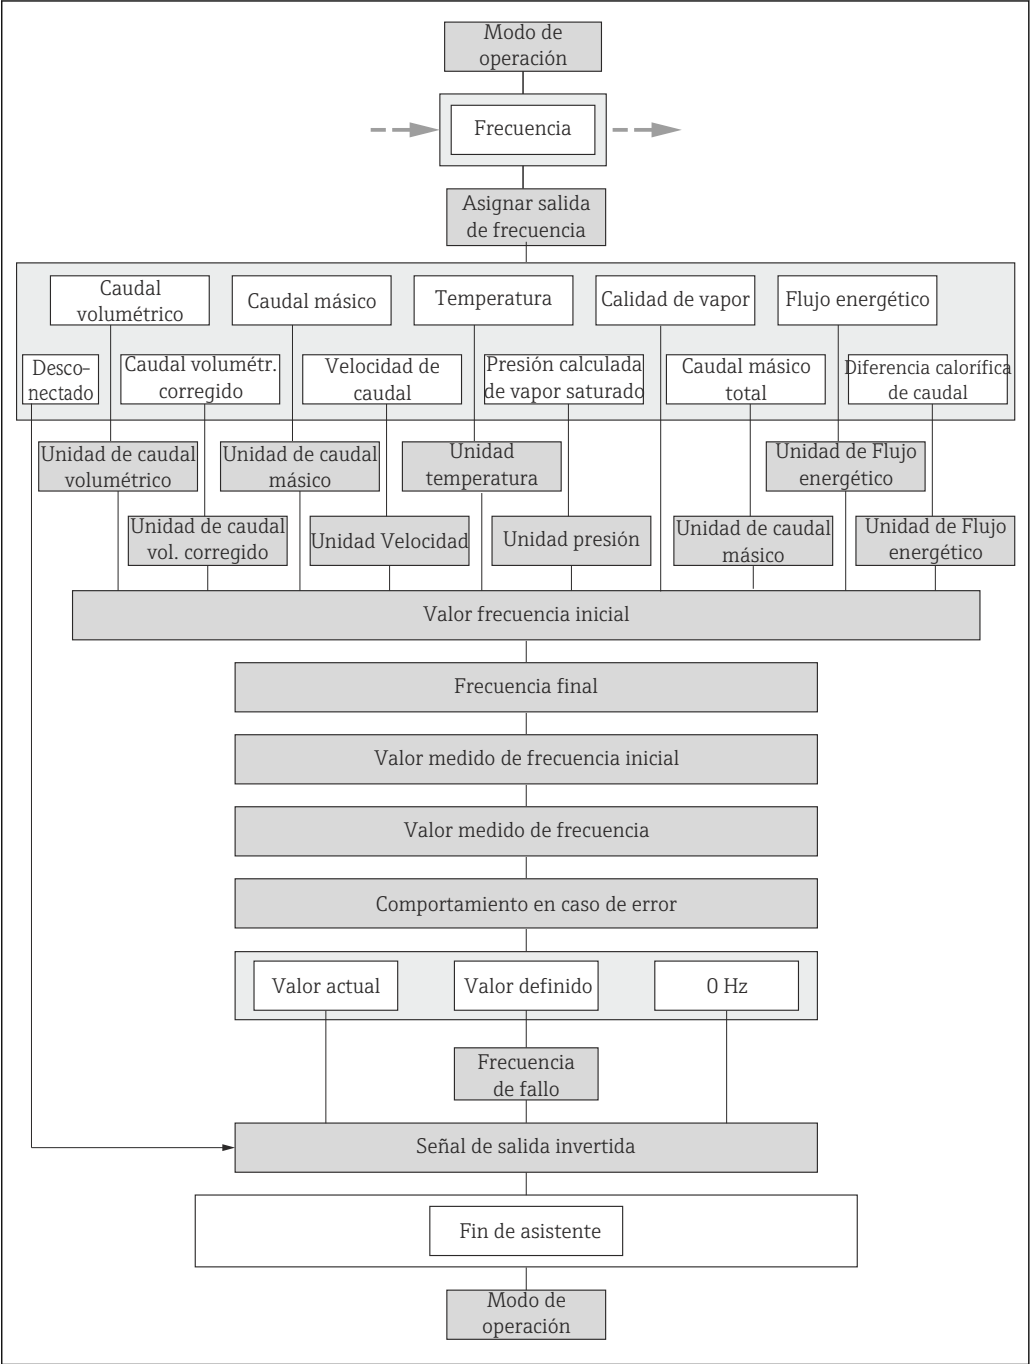 Modo de
operación
Frecuencia
Asignar salida
de frecuencia
Caudal
volumétrico
Caudal másico
Temperatura
Calidad de vapor
Flujo energético
Desco-
nectado
Caudal volumétr.
corregido
Velocidad de
caudal
Presión calculada
de vapor saturado
Caudal másico
total
Diferencia calorífica
de caudal
Unidad de caudal
volumétrico
Unidad de caudal
másico
Unidad
temperatura
Unidad de Flujo
energético
Unidad de caudal
vol. corregido
Unidad Velocidad
Unidad presión
Unidad de caudal
másico
Unidad de Flujo
energético
Valor frecuencia inicial
Frecuencia final
Valor medido de frecuencia inicial
Valor medido de frecuencia
Comportamiento en caso de error
Valor actual
Valor definido
0 Hz
Frecuencia
de fallo
Señal de salida invertida
Fin de asistente
Modo de
operación